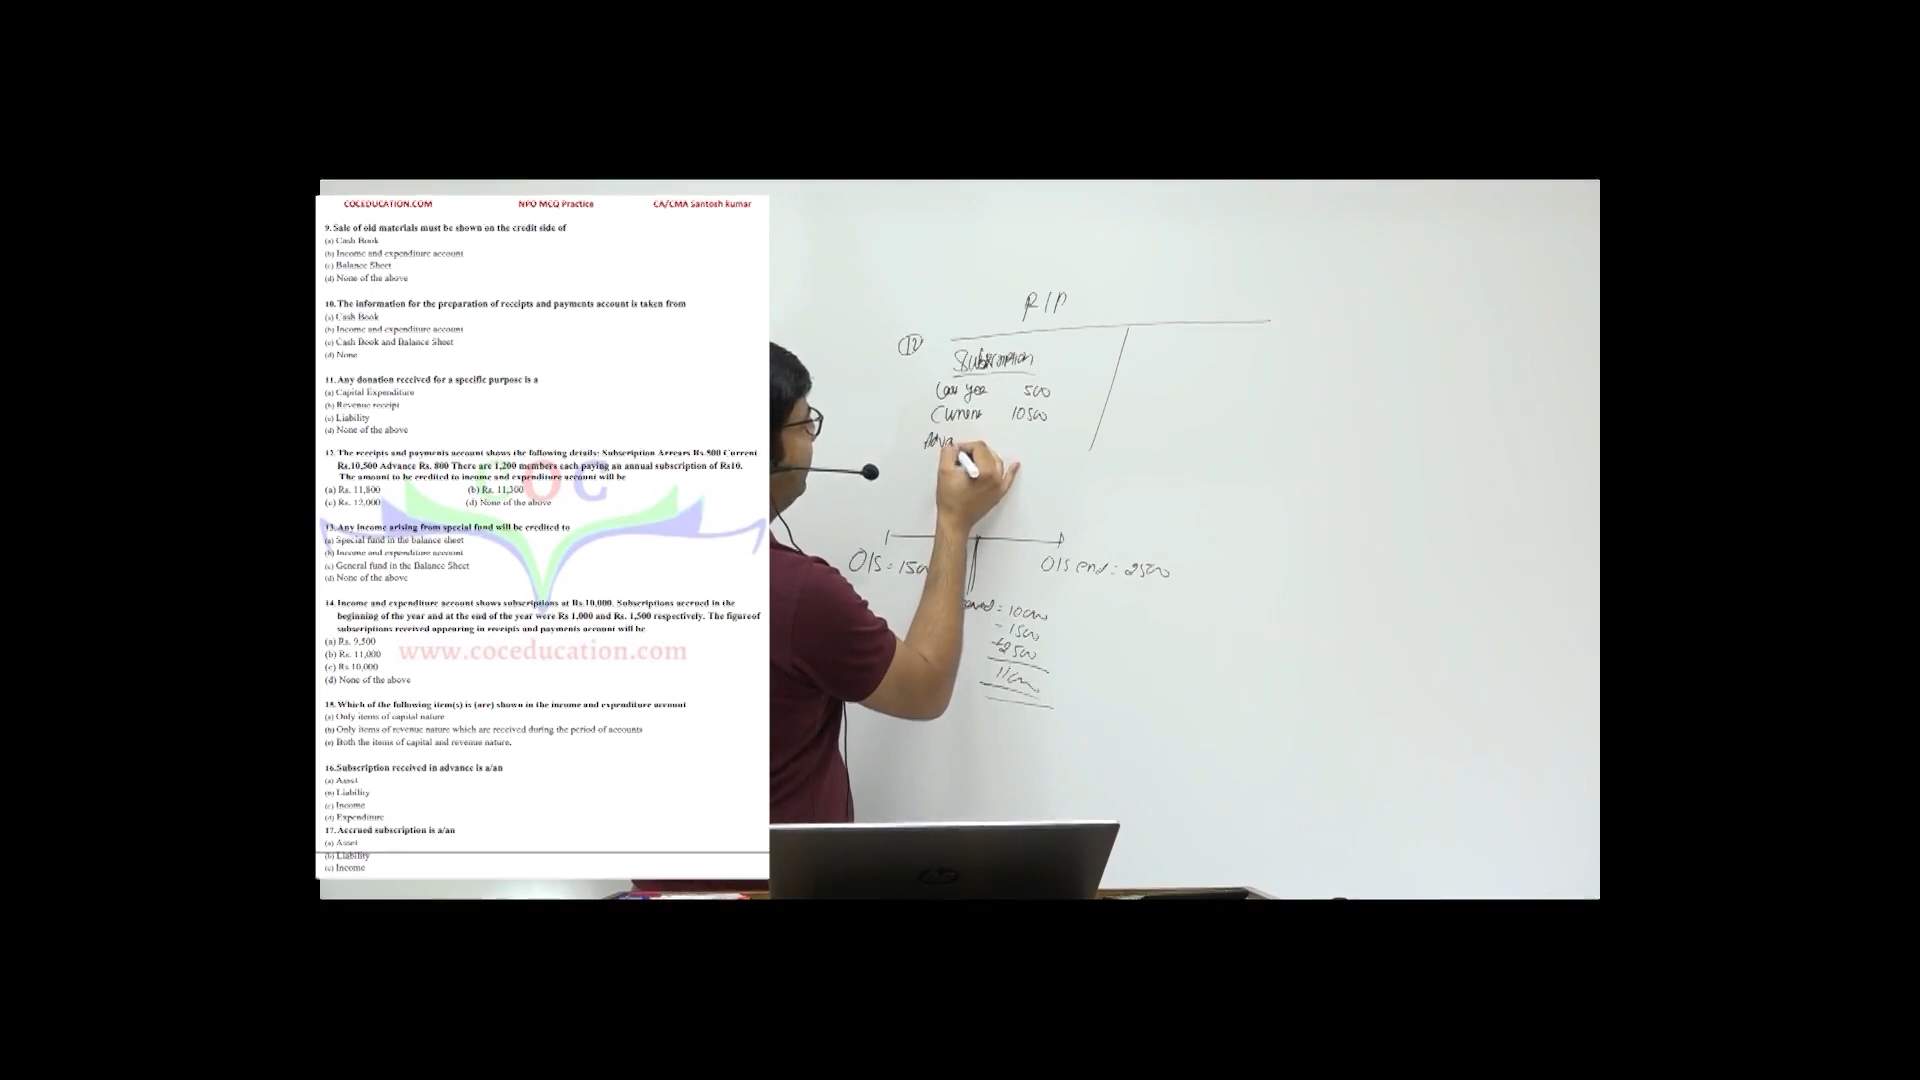 COCEDUCATION.COM NPO MCQ Practice CA/CMA Santosh kumar
9. Sale of old materials must be shown on the credit side of
(a) Cash Book
(b) Income and expenditure account
(c) Balance Sheet
(d) None of the above
10. The information for the preparation of receipts and payments account is taken from
(a) Cash Book
(b) Income and expenditure account
(c) Cash Book and Balance Sheet
(d) None
11. Any donation received for a specific purpose is a
(a) Capital Expenditure
(b) Revenue receipt
(c) Liability
(d) None of the above
12. The receipts and payments account shows the following details: Subscription Arrears Rs.500 Current
Rs.10,500 Advance Rs. 800 There are 1,200 members each paying an annual subscription of Rs10.
The amount to be credited to income and expenditure account will be
(a) Rs. 11,800 (b) Rs. 11,300
(c) Rs. 12,000 (d) None of the above
COC
13. Any income arising from special fund will be credited to
(a) Special fund in the balance sheet
(b) Income and expenditure account
(c) General fund in the Balance Sheet
(d) None of the above
14. Income and expenditure account shows subscriptions at Rs.10,000. Subscriptions accrued in the
beginning of the year and at the end of the year were Rs 1,000 and Rs. 1,500 respectively. The figureof
subscriptions received appearing in receipts and payments account will be
(a) Rs. 9,500
(b) Rs. 11,000
(c) Rs 10,000
(d) None of the above
www.coceducation.com
15. Which of the following item(s) is (are) shown in the income and expenditure account
(a) Only items of capital nature
(b) Only items of revenue nature which are received during the period of accounts
(c) Both the items of capital and revenue nature.
16.Subscription received in advance is a/an
(a) Asset
(b) Liability
(c) Income
(d) Expenditure
17. Accrued subscription is a/an
(a) Asset
(b) Liability
(c) Income
R/P
12
Subscription
Last year 500
Current 10500
Adva
O/S = 150
O/S end : 2500
= 10000
- 1500
+ 2500
11000
hp